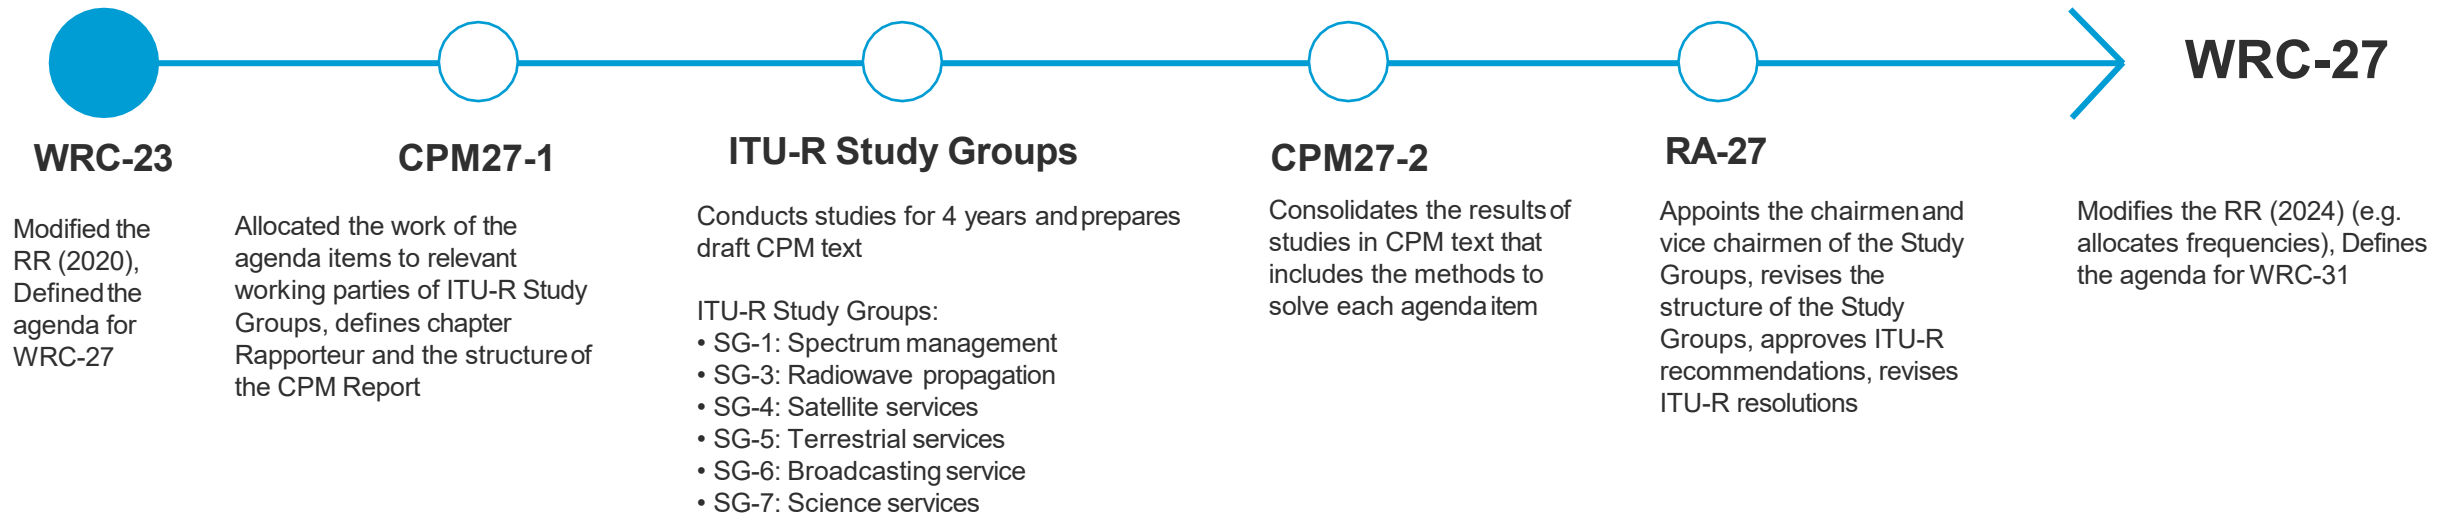 WRC-27
WRC-23
Modified the
RR (2020),
Defined the
agenda for
WRC-27
CPM27-1
Allocated the work of the
agenda items to relevant
working parties of ITU-R Study
Groups, defines chapter
Rapporteur and the structure of
the CPM Report
ITU-R Study Groups
Conducts studies for 4 years and prepares
draft CPM text
ITU-R Study Groups:
• SG-1: Spectrum management
• SG-3: Radiowave propagation
• SG-4: Satellite services
• SG-5: Terrestrial services
• SG-6: Broadcasting service
• SG-7: Science services
CPM27-2
Consolidates the results of
studies in CPM text that
includes the methods to
solve each agenda item
RA-27
Appoints the chairmen and
vice chairmen of the Study
Groups, revises the
structure of the Study
Groups, approves ITU-R
recommendations, revises
ITU-R resolutions
Modifies the RR (2024) (e.g.
allocates frequencies), Defines
the agenda for WRC-31